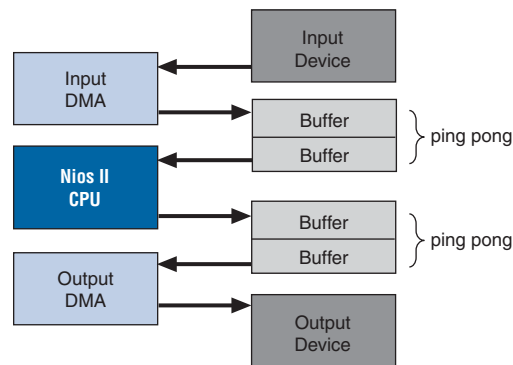 Input
Device
Input
DMA
Buffer
Buffer
ping pong
Nios II
CPU
Buffer
Buffer
ping pong
Output
DMA
Output
Device